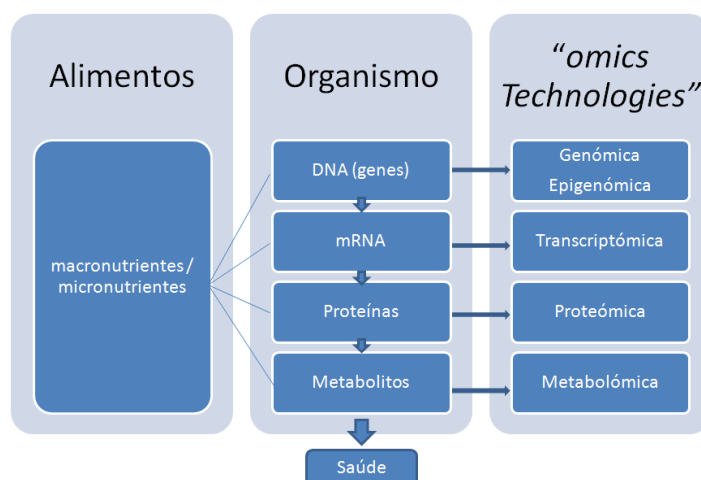 Alimentos
Organismo
“omics
Technologies”
macronutrientes /
micronutrientes
DNA (genes)
mRNA
Proteínas
Metabolitos
Saúde
Genómica
Epigenómica
Transcriptómica
Proteómica
Metabolómica